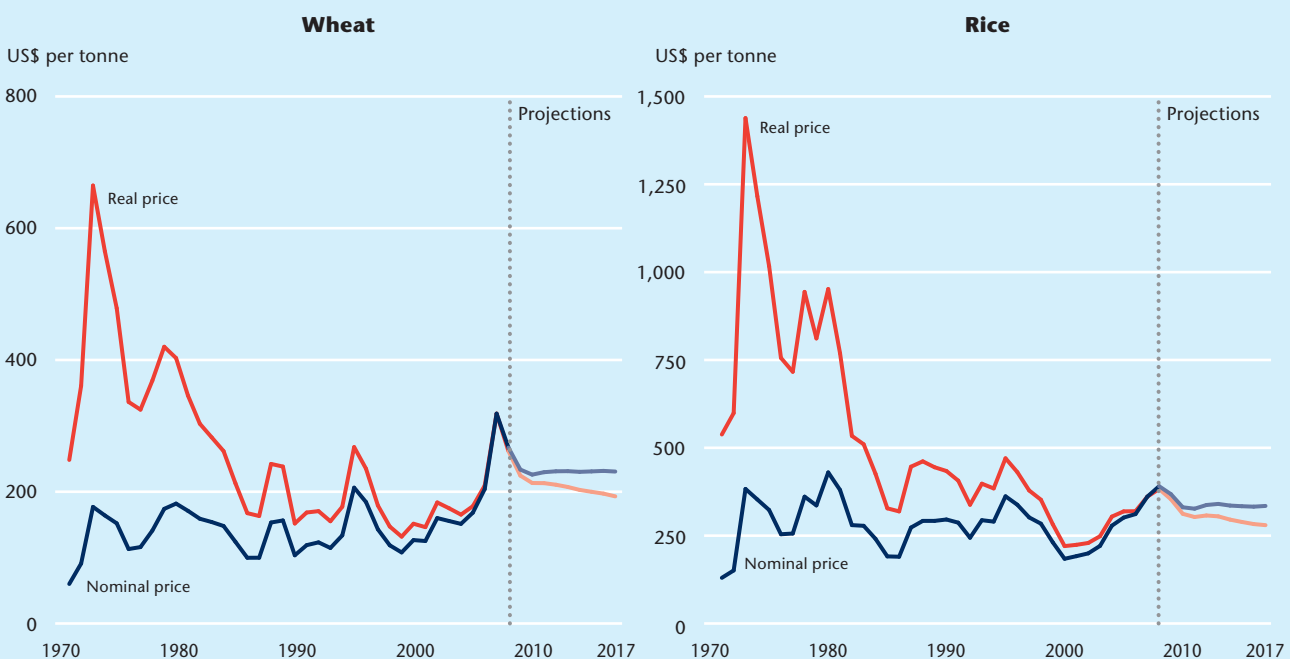 Wheat
US$ per tonne
800
Projections
Real price
600
400
200
Nominal price
0
1970 1980 1990 2000 2010 2017
Rice
US$ per tonne
1,500
Projections
Real price
1,250
1,000
750
500
250
Nominal price
0
1970 1980 1990 2000 2010 2017